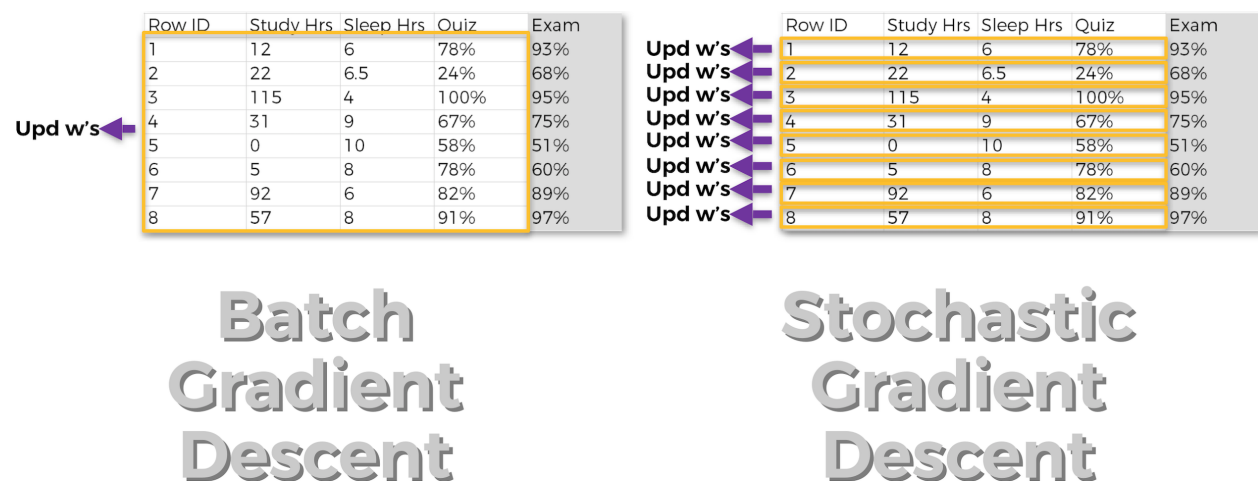 Row ID Study Hrs Sleep Hrs Quiz Exam
1 12 6 78% 93%
2 22 6.5 24% 68%
3 115 4 100% 95%
4 31 9 67% 75%
5 0 10 58% 51%
6 5 8 78% 60%
7 92 6 82% 89%
8 57 8 91% 97%
Upd w's
Batch
Gradient
Descent
Row ID Study Hrs Sleep Hrs Quiz Exam
Upd w's 1 12 6 78% 93%
Upd w's 2 22 6.5 24% 68%
Upd w's 3 115 4 100% 95%
Upd w's 4 31 9 67% 75%
Upd w's 5 0 10 58% 51%
Upd w's 6 5 8 78% 60%
Upd w's 7 92 6 82% 89%
Upd w's 8 57 8 91% 97%
Stochastic
Gradient
Descent